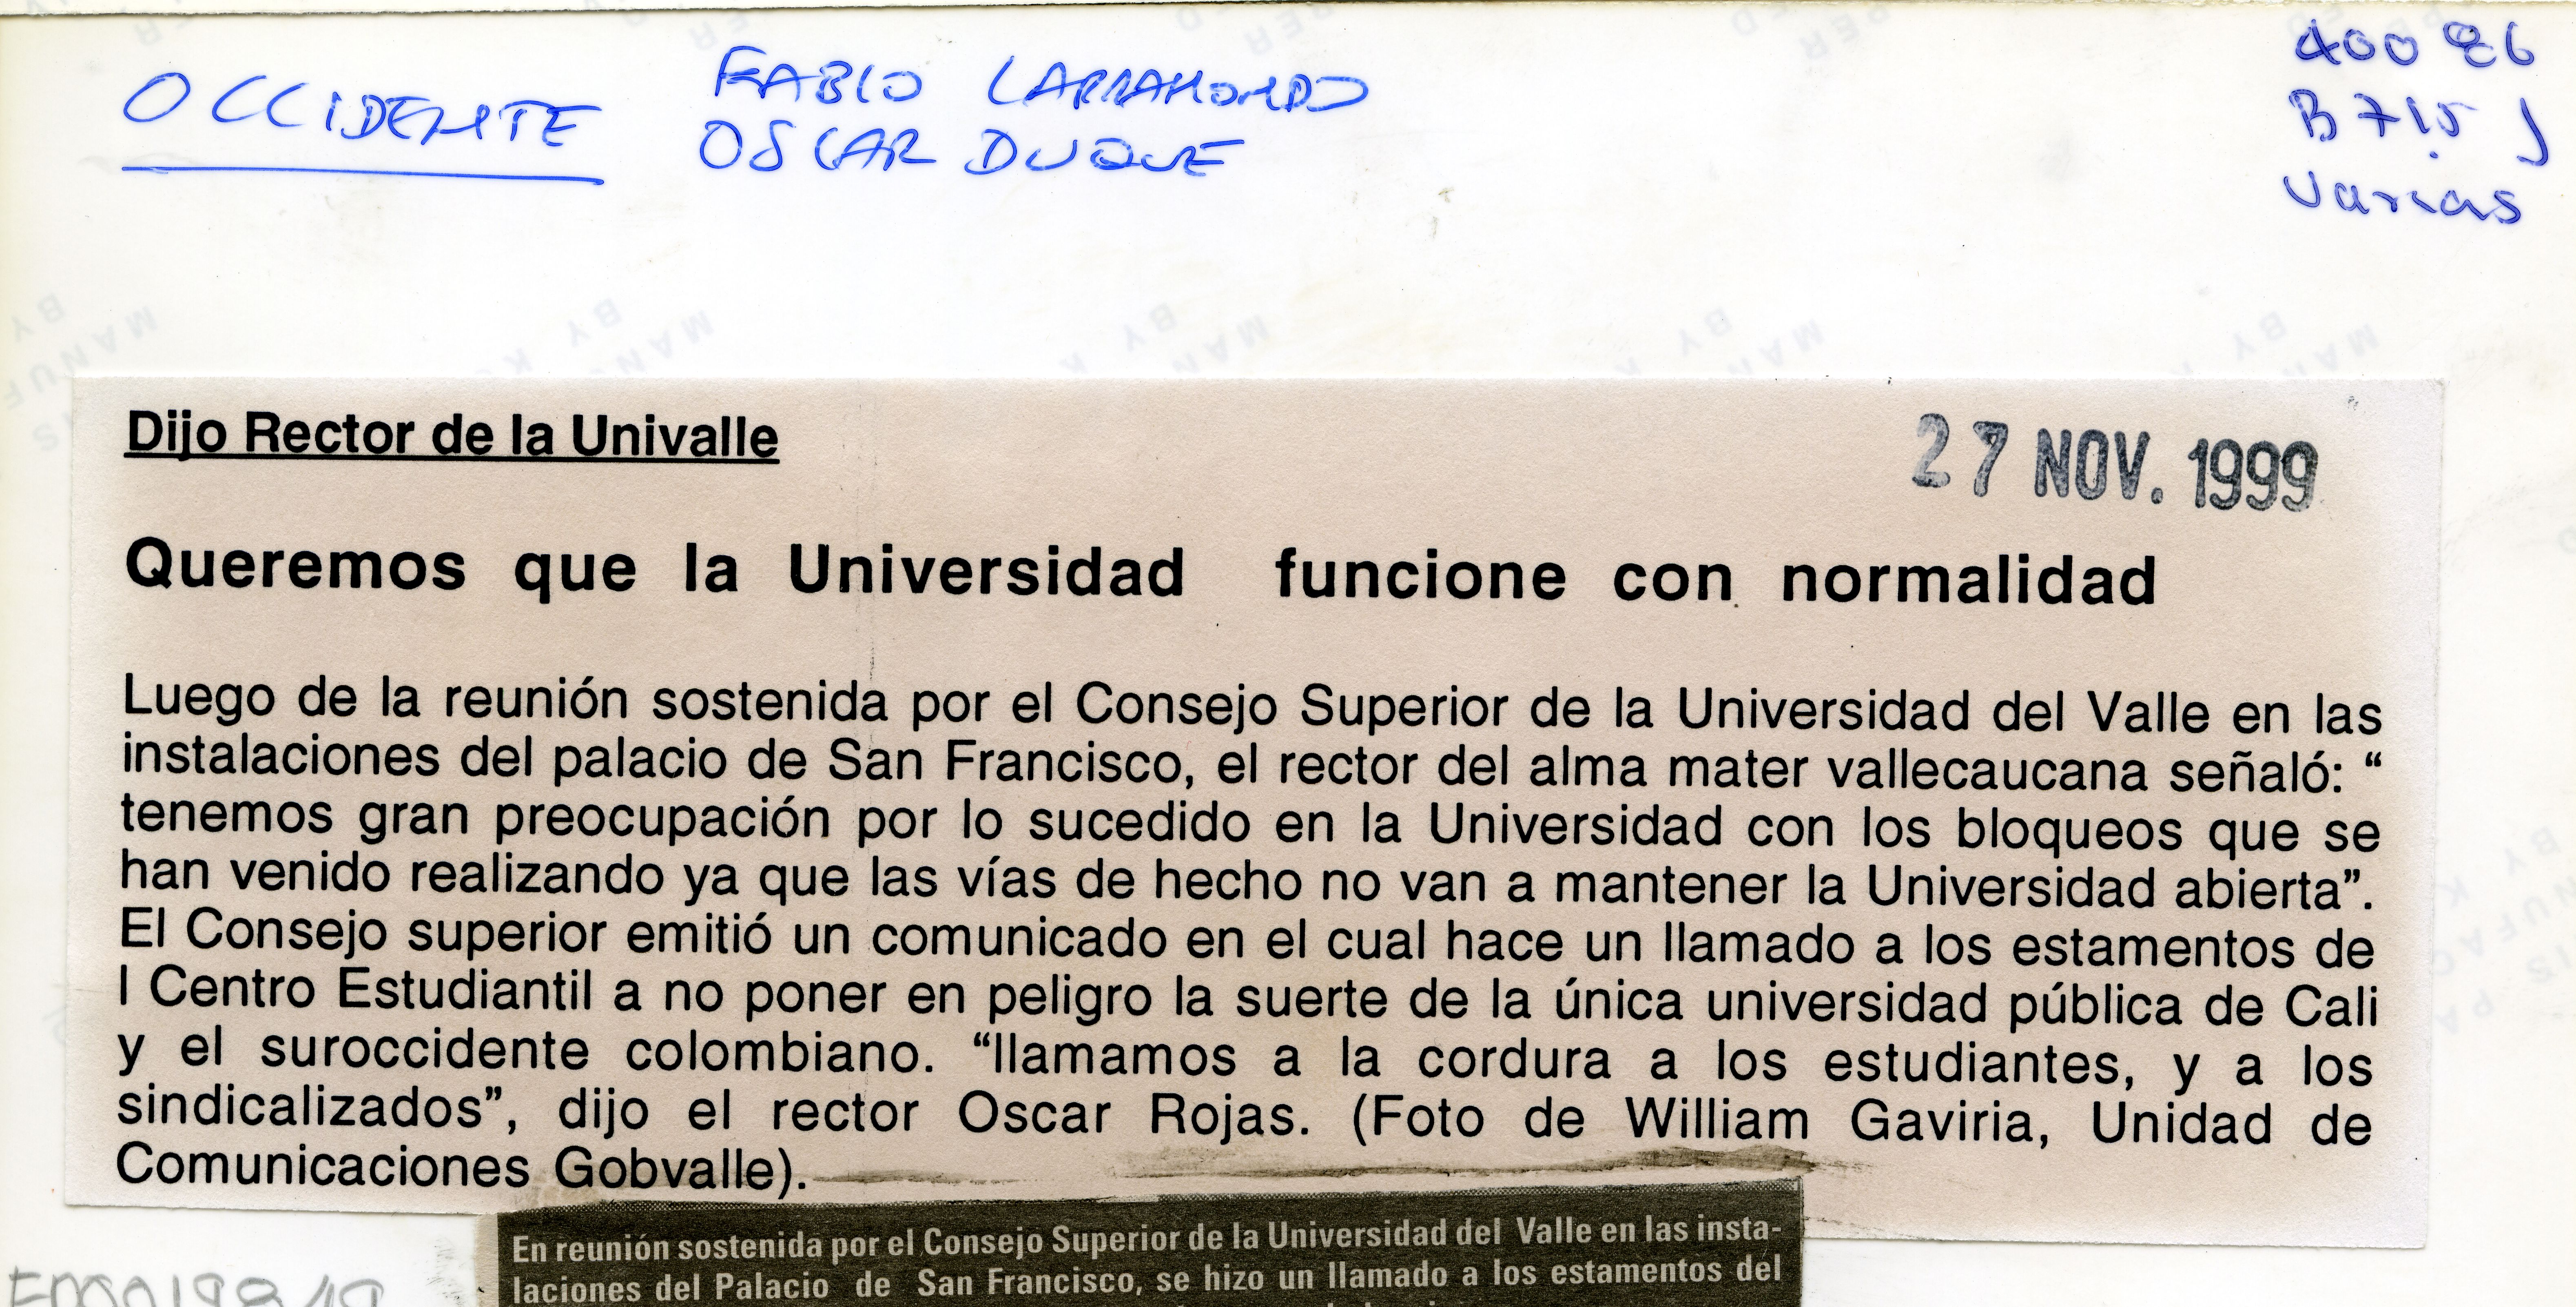 OCCIDENTE
FABIO LARRAHONDO
OSCAR DUQUE
40086
B715J
Varias
Dijo Rector de la Univalle
27 NOV. 1999
Queremos que la Universidad funcione con normalidad
Luego de la reunión sostenida por el Consejo Superior de la Universidad del Valle en las
instalaciones del palacio de San Francisco, el rector del alma mater vallecaucana señaló: “
tenemos gran preocupación por lo sucedido en la Universidad con los bloqueos que se
han venido realizando ya que las vías de hecho no van a mantener la Universidad abierta”.
El Consejo superior emitió un comunicado en el cual hace un llamado a los estamentos de
l Centro Estudiantil a no poner en peligro la suerte de la única universidad pública de Cali
y el suroccidente colombiano. “llamamos a la cordura a los estudiantes, y a los
sindicalizados”, dijo el rector Oscar Rojas. (Foto de William Gaviria, Unidad de
Comunicaciones Gobvalle).
En reunión sostenida por el Consejo Superior de la Universidad del Valle en las insta-
laciones del Palacio de San Francisco, se hizo un llamado a los estamentos del